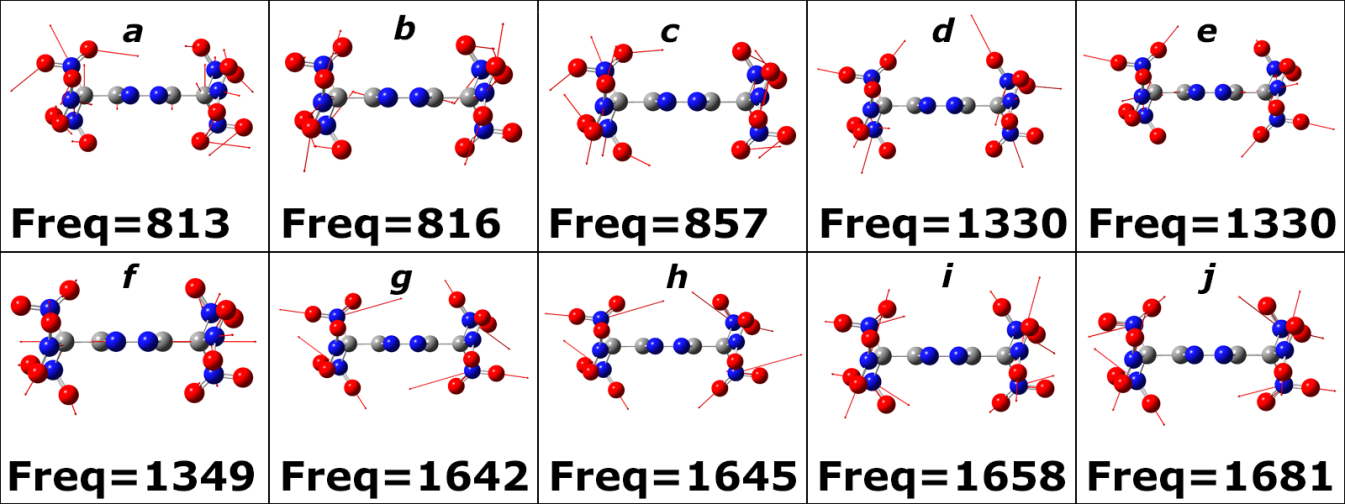 a
b
c
d
e
Freq=813
Freq=816
Freq=857
Freq=1330
Freq=1330
f
g
h
i
j
Freq=1349
Freq=1642
Freq=1645
Freq=1658
Freq=1681